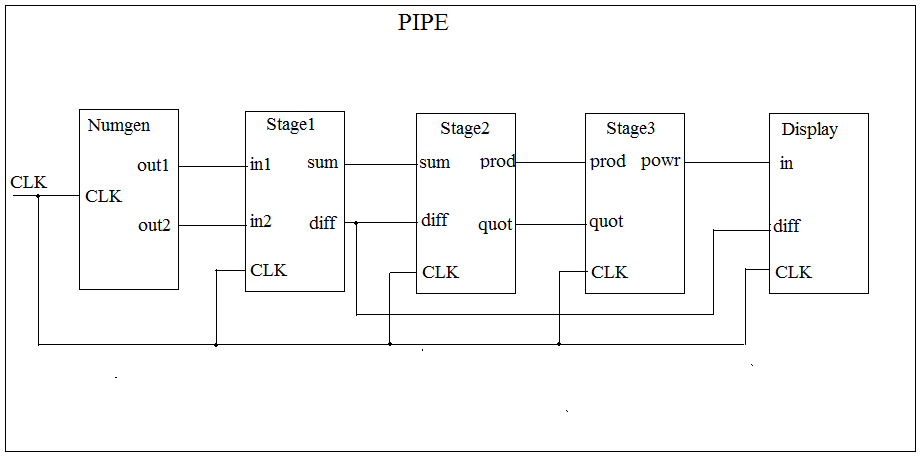 PIPE
Numgen
out1
CLK
CLK
out2
Stage1
in1
sum
in2
diff
CLK
Stage2
sum
prod
diff
quot
CLK
Stage3
prod
powr
quot
CLK
Display
in
diff
CLK